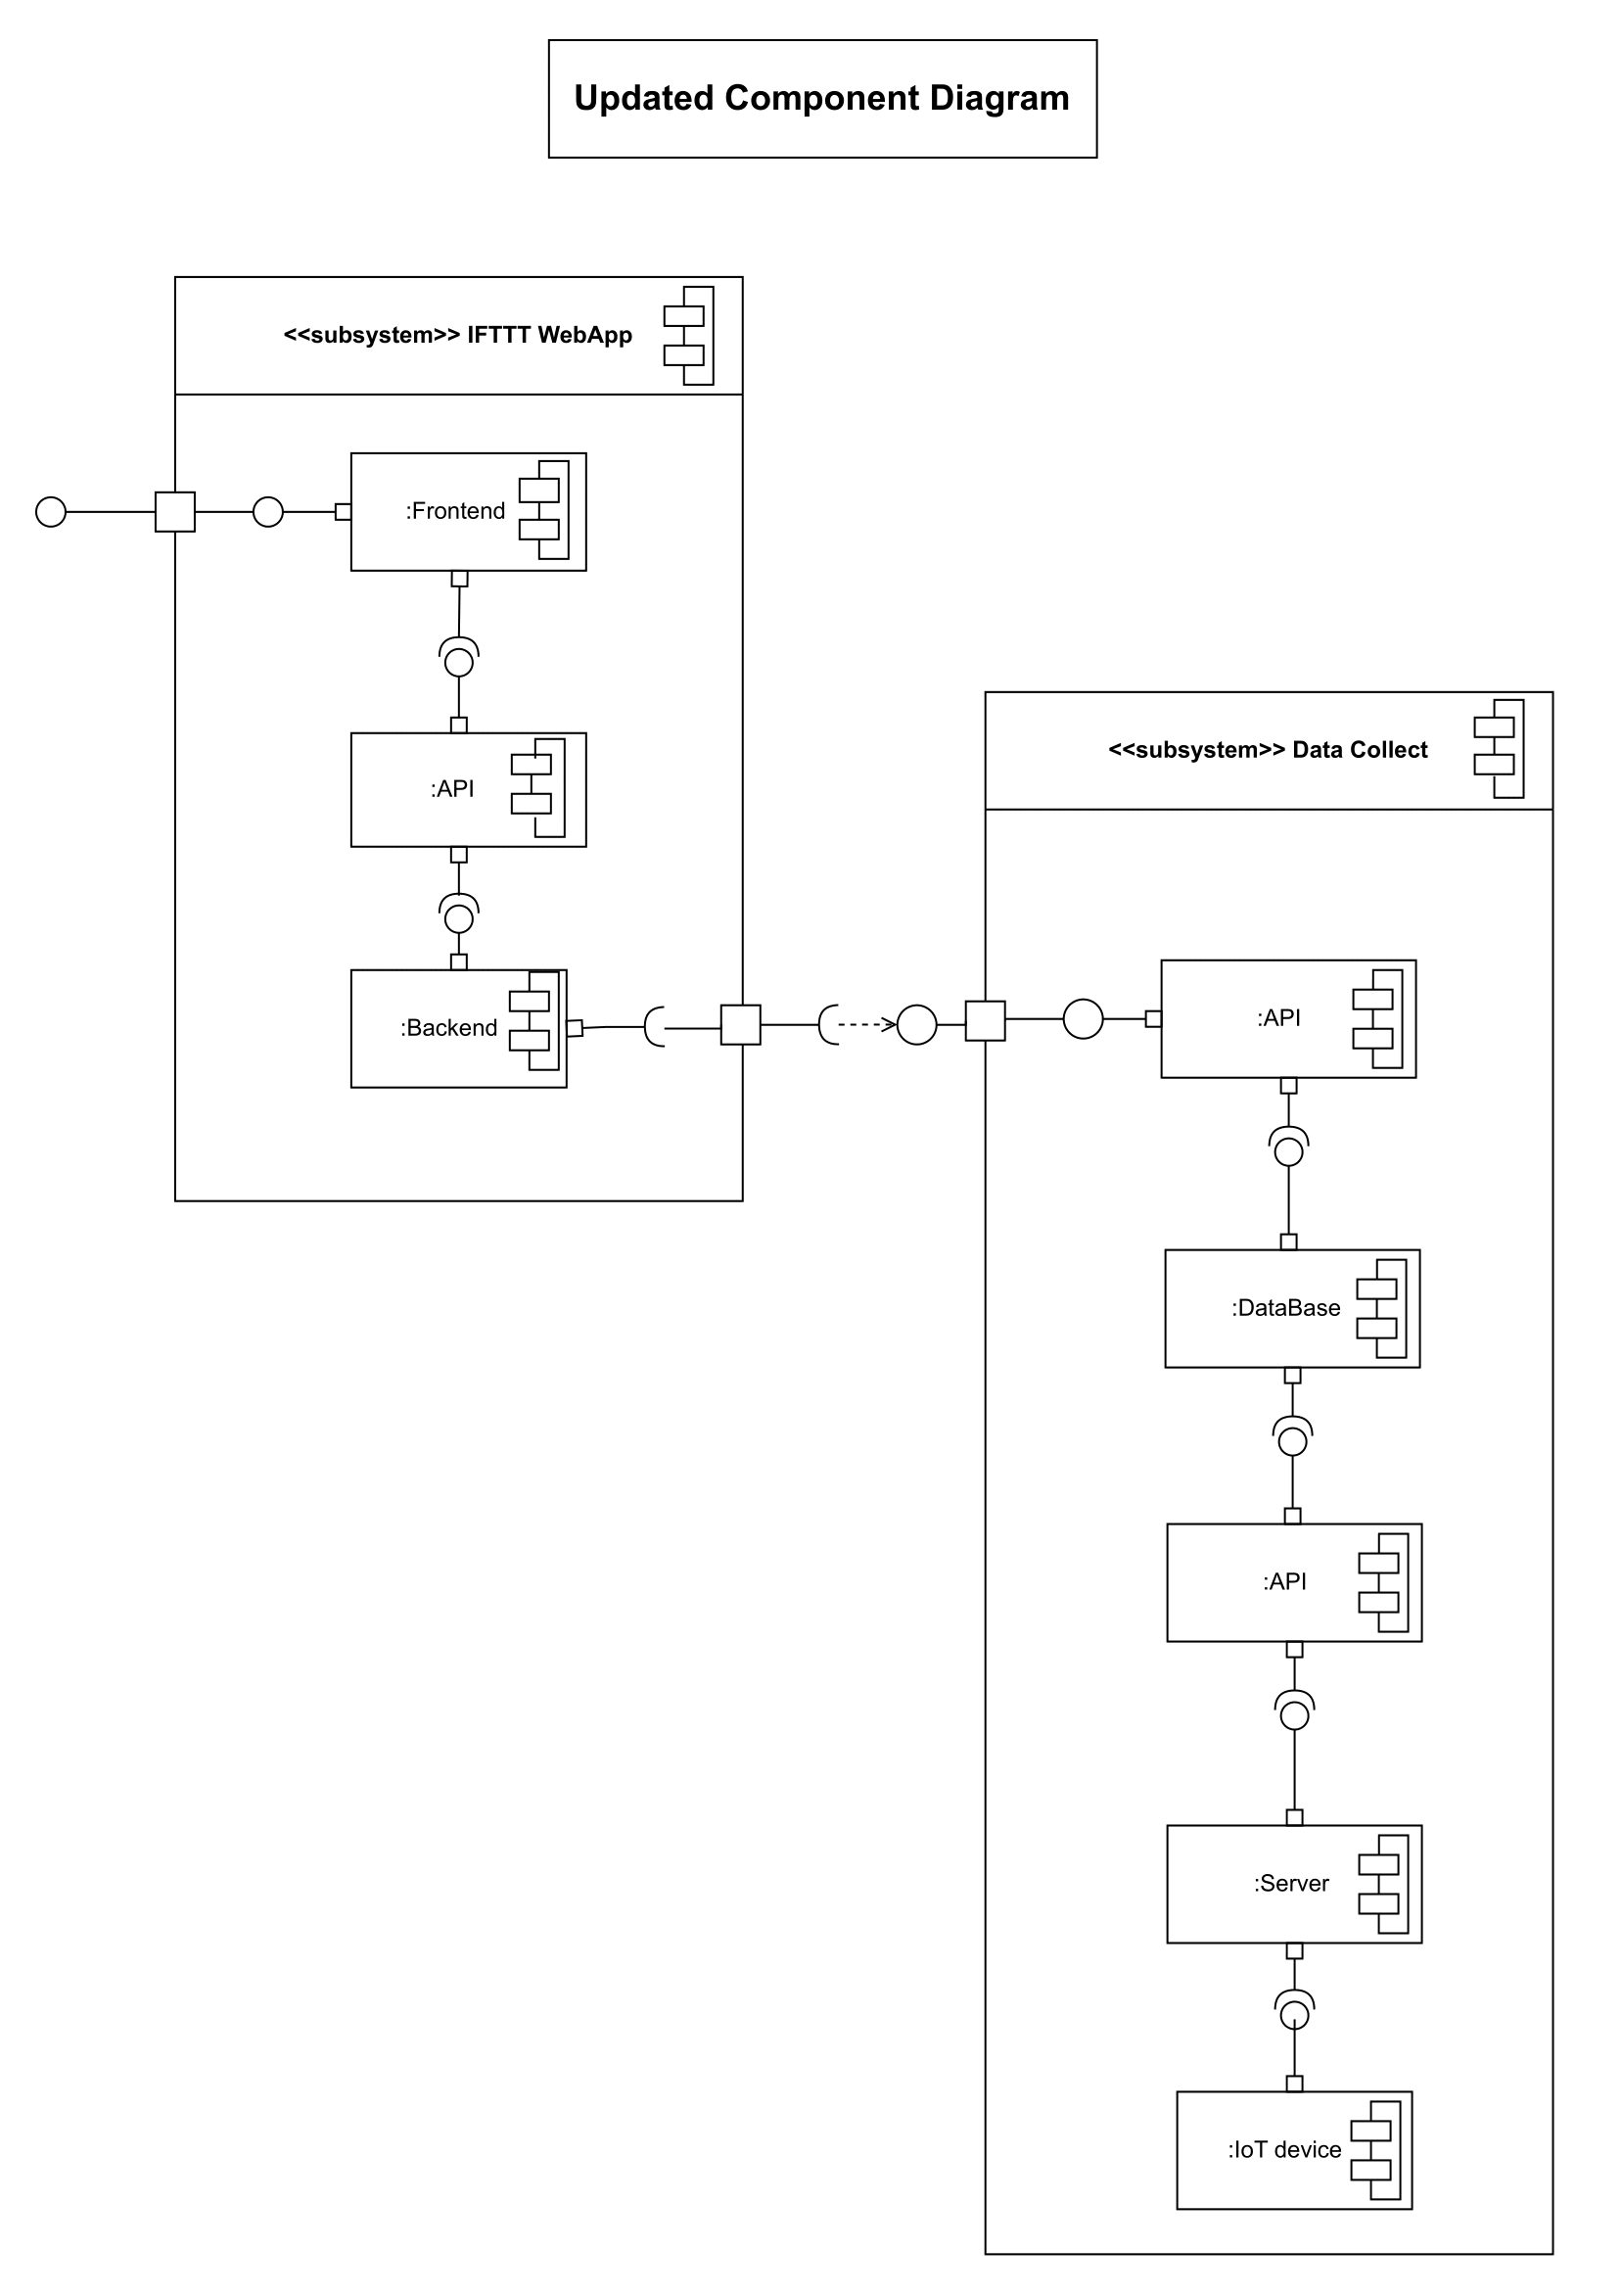 Updated Component Diagram
<<subsystem>> IFTTT WebApp
:Frontend
:API
:Backend
<<subsystem>> Data Collect
:API
:DataBase
:API
:Server
:IoT device